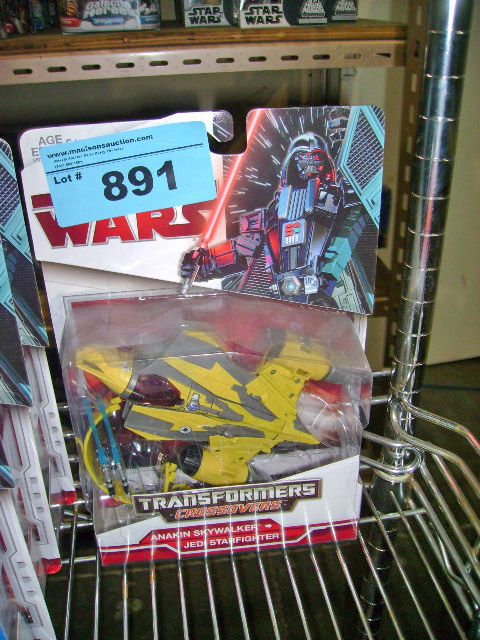 STAR WARS
STAR WARS
AGE
www.madisonsauction.com
Lot # 891
WARS
TRANSFORMERS
CROSSOVERS
ANAKIN SKYWALKER
JEDI STARFIGHTER